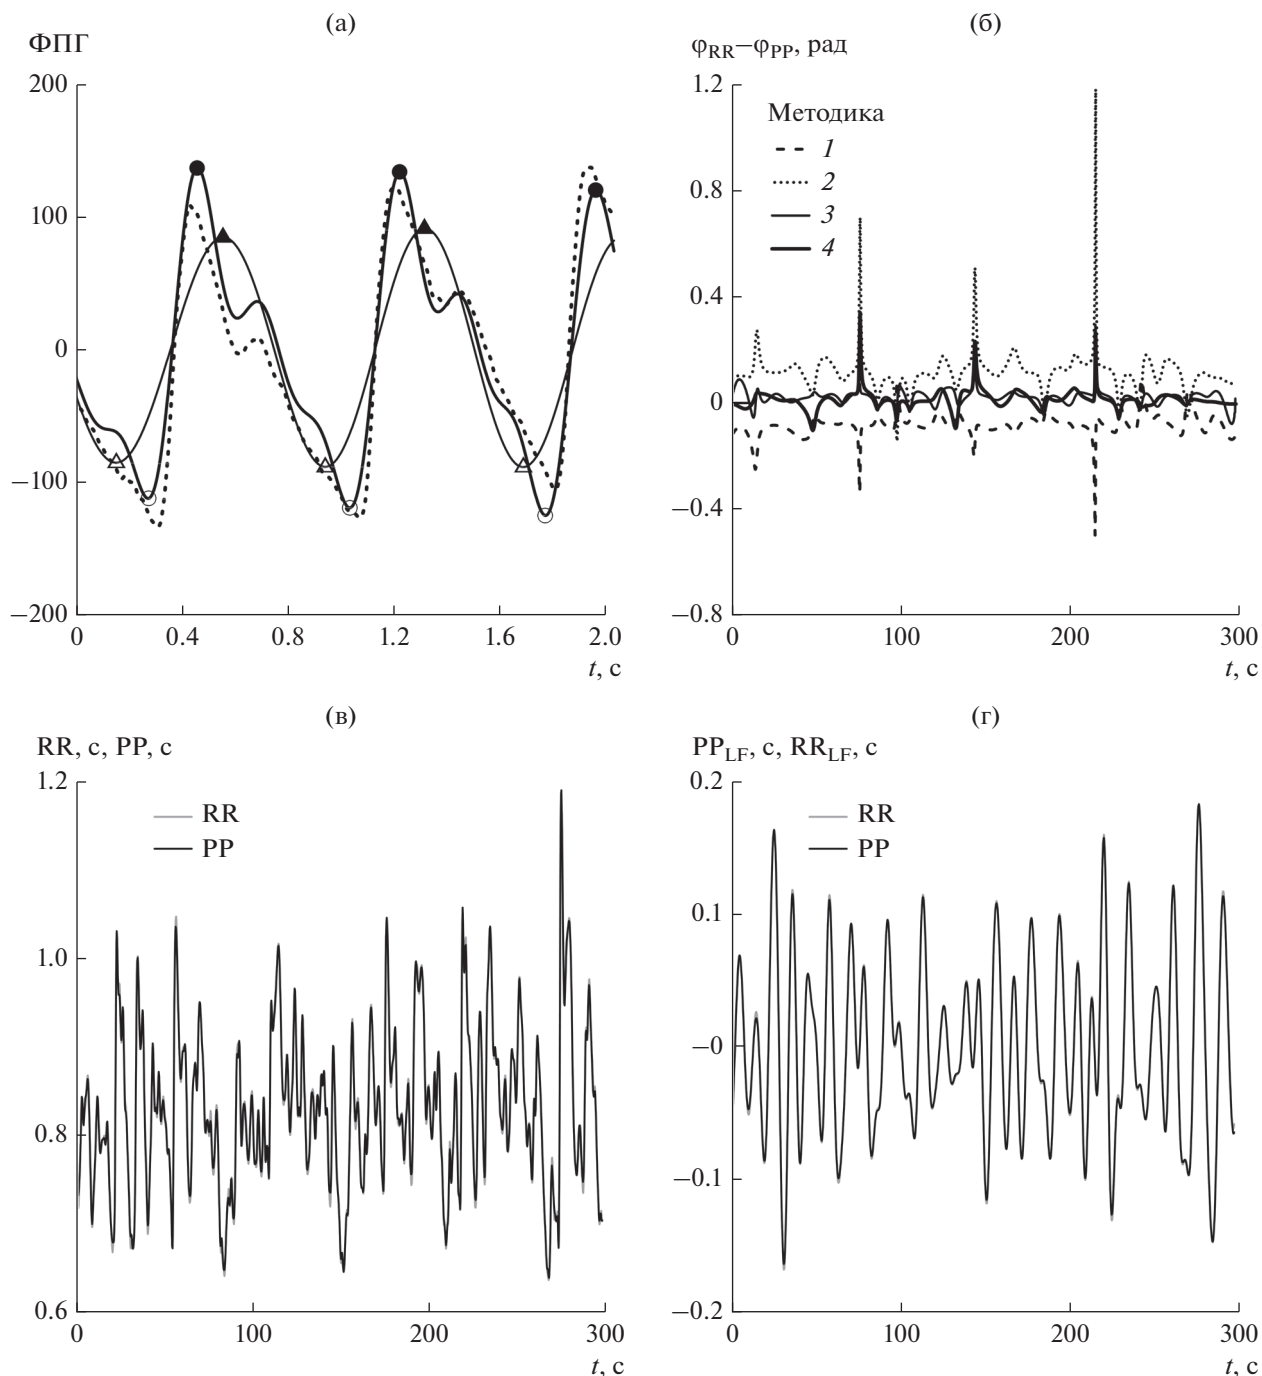 (а)
ФПГ
200
100
0
−100
−200
0 0.4 0.8 1.2 1.6 2.0
t, с
(б)
φRR−φPP, рад
1.2
0.8
0.4
0
−0.4
−0.8
Методика
1
2
3
4
0 100 200 300
t, с
(в)
RR, с, PP, с
1.2
1.0
0.8
0.6
RR
PP
0 100 200 300
t, с
(г)
PPLF, с, RRLF, с
0.2
0.1
−0
−0.1
−0.2
RR
PP
0 100 200 300
t, с